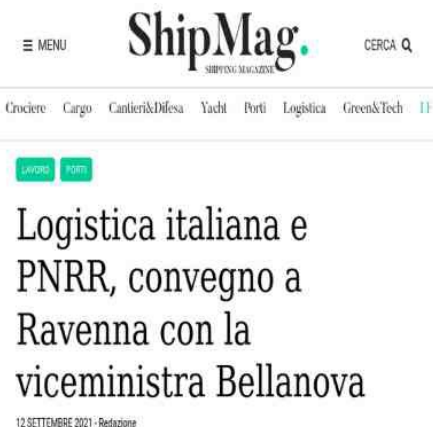 MENU
ShipMag.
SHIPPING MAGAZINE
CERCA
Crociere Cargo Cantieri&Difesa Yacht Porti Logistica Green&Tech
LAVORO PORTI
Logistica italiana e
PNRR, convegno a
Ravenna con la
viceministra Bellanova
12 SETTEMBRE 2021 - Redazione